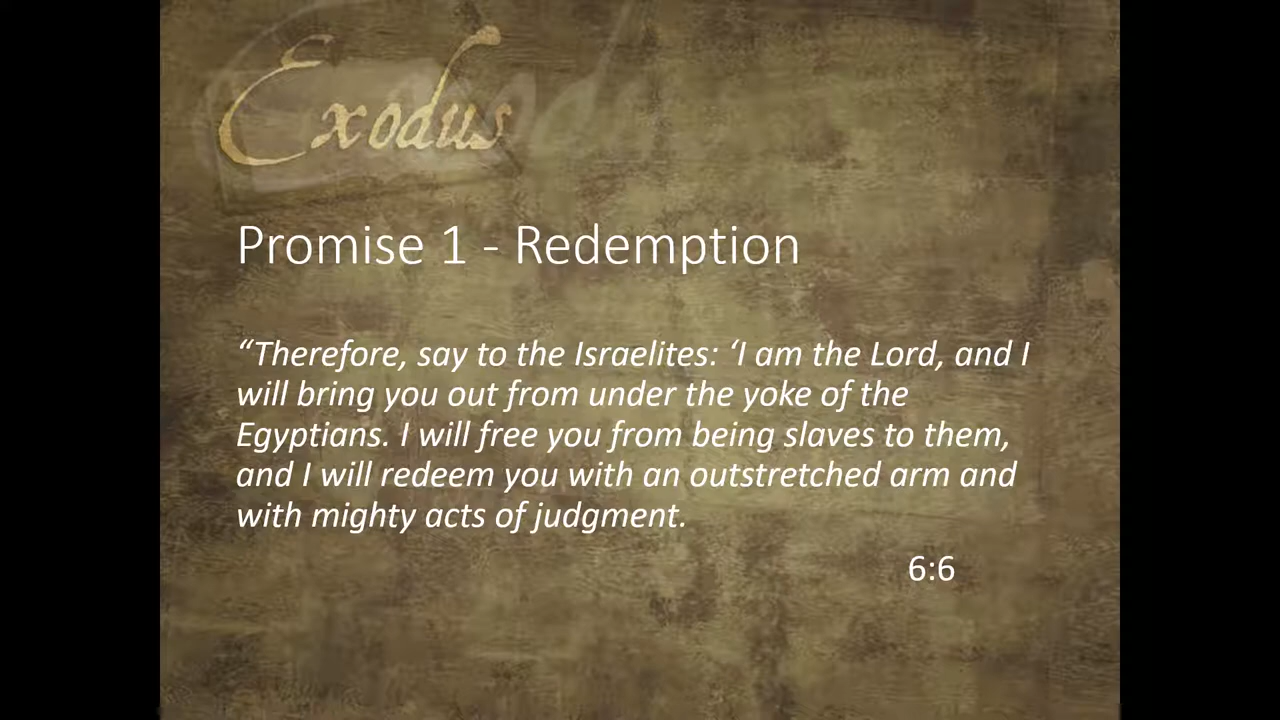 Exodus
Promise 1 - Redemption
“Therefore, say to the Israelites: ‘I am the Lord, and I
will bring you out from under the yoke of the
Egyptians. I will free you from being slaves to them,
and I will redeem you with an outstretched arm and
with mighty acts of judgment.
6:6